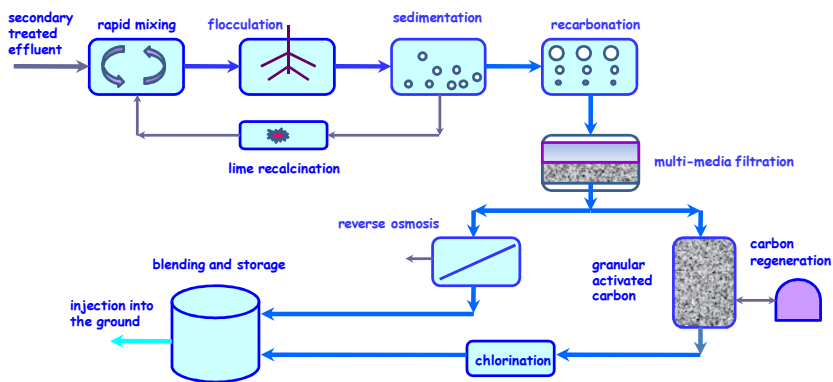 secondary
treated
effluent
rapid mixing
flocculation
sedimentation
recarbonation
lime recalcination
multi-media filtration
reverse osmosis
granular
activated
carbon
carbon
regeneration
blending and storage
injection into
the ground
chlorination